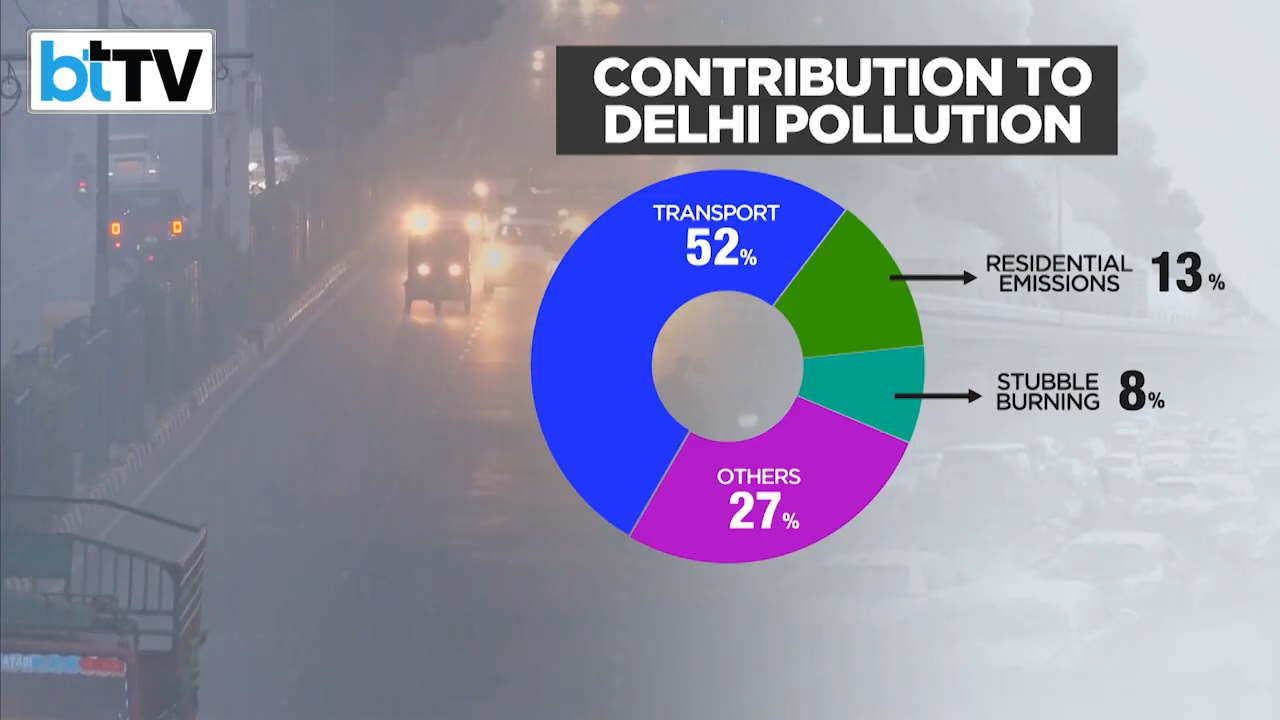 btTV
CONTRIBUTION TO
DELHI POLLUTION
TRANSPORT
52%
RESIDENTIAL
EMISSIONS
13%
STUBBLE
BURNING
8%
OTHERS
27%